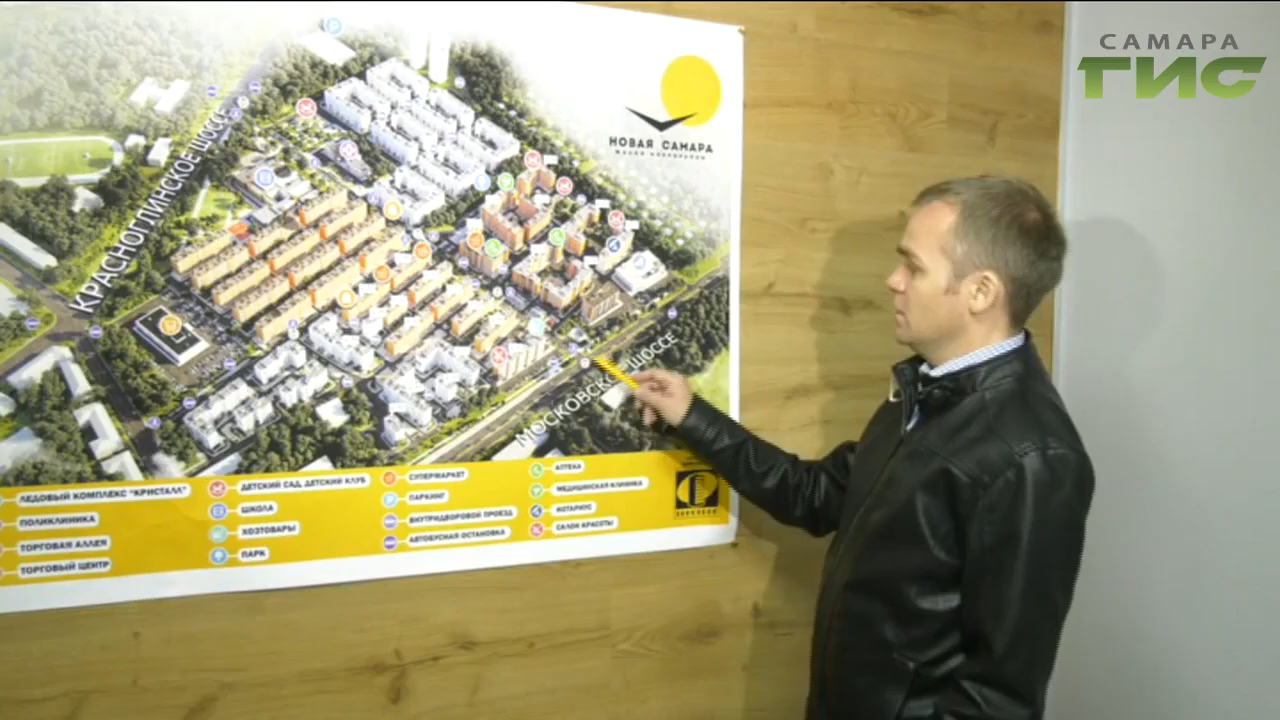 САМАРА
ГИС
НОВАЯ САМАРА
КРАСНОГЛИНСКОЕ ШОССЕ
МОСКОВСКОЕ ШОССЕ
ЛЕДОВЫЙ КОМПЛЕКС "КРИСТАЛЛ"
ПОЛИКЛИНИКА
ТОРГОВАЯ АЛЛЕЯ
ТОРГОВЫЙ ЦЕНТР
ДЕТСКИЙ САД, ДЕТСКИЙ КЛУБ
ШКОЛА
ХОЗТОВАРЫ
ПАРК
СУПЕРМАРКЕТ
ПАРКИНГ
ВНУТРИДВОРОВОЙ ПРОЕЗД
АВТОБУСНАЯ ОСТАНОВКА
АПТЕКА
МЕДИЦИНСКАЯ КЛИНИКА
НОТАРИУС
САЛОН КРАСОТЫ